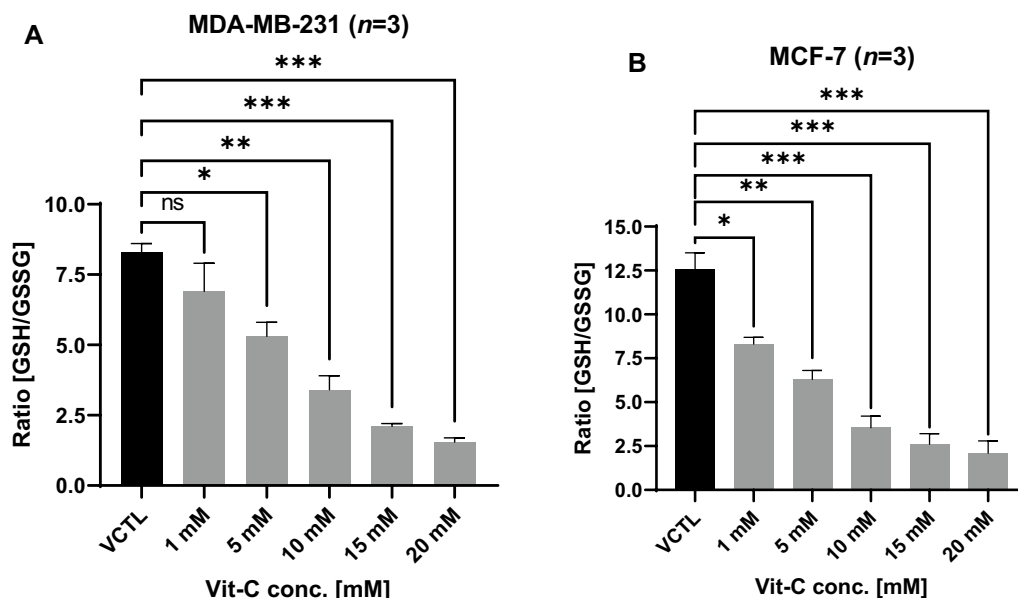 A
MDA-MB-231 (n=3)
***
***
**
*
ns
10.0
7.5
5.0
2.5
0.0
Ratio [GSH/GSSG]
VCTL
1 mM
5 mM
10 mM
15 mM
20 mM
Vit-C conc. [mM]
B
MCF-7 (n=3)
***
***
***
**
*
15.0
12.5
10.0
7.5
5.0
2.5
0.0
Ratio [GSH/GSSG]
VCTL
1 mM
5 mM
10 mM
15 mM
20 mM
Vit-C conc. [mM]